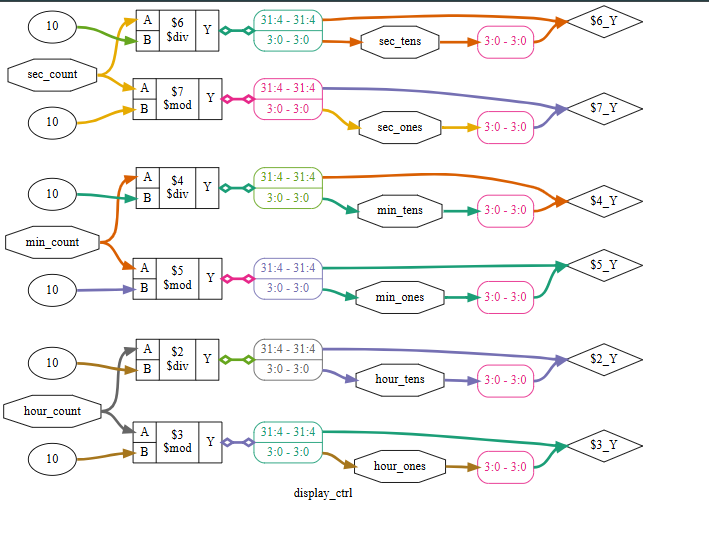 10
A
$6
$div
B
Y
31:4 - 31:4
3:0 - 3:0
sec_tens
3:0 - 3:0
$6_Y
sec_count
A
$7
$mod
B
Y
31:4 - 31:4
3:0 - 3:0
10
sec_ones
3:0 - 3:0
$7_Y
10
A
$4
$div
B
Y
31:4 - 31:4
3:0 - 3:0
min_tens
3:0 - 3:0
$4_Y
min_count
A
$5
$mod
B
Y
31:4 - 31:4
3:0 - 3:0
10
min_ones
3:0 - 3:0
$5_Y
10
A
$2
$div
B
Y
31:4 - 31:4
3:0 - 3:0
hour_tens
3:0 - 3:0
$2_Y
hour_count
A
$3
$mod
B
Y
31:4 - 31:4
3:0 - 3:0
10
hour_ones
3:0 - 3:0
$3_Y
display_ctrl